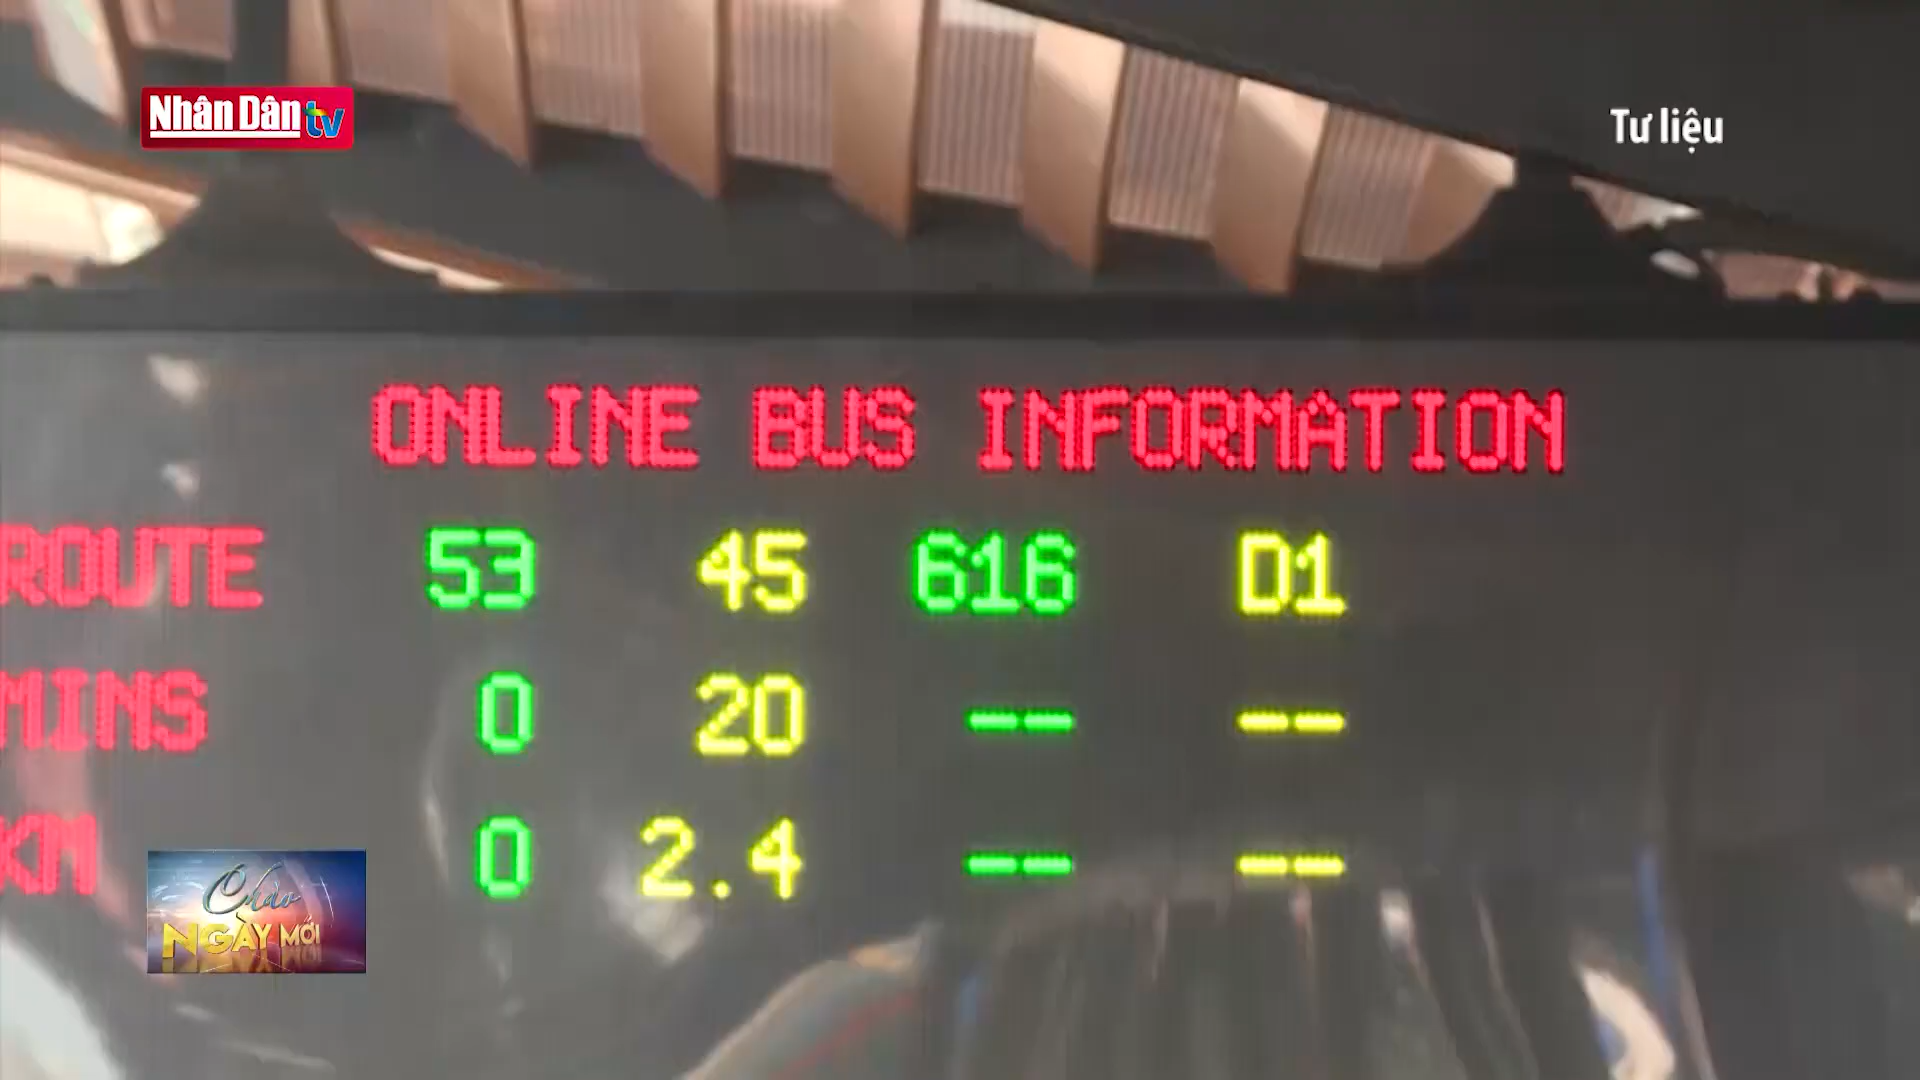 Nhân Dân tv
Tư liệu
ONLINE BUS INFORMATION
ROUTE 53 45 616 D1
MINS 0 20 -- --
KM 0 2.4 -- --
Chào
NGÀY MỚI